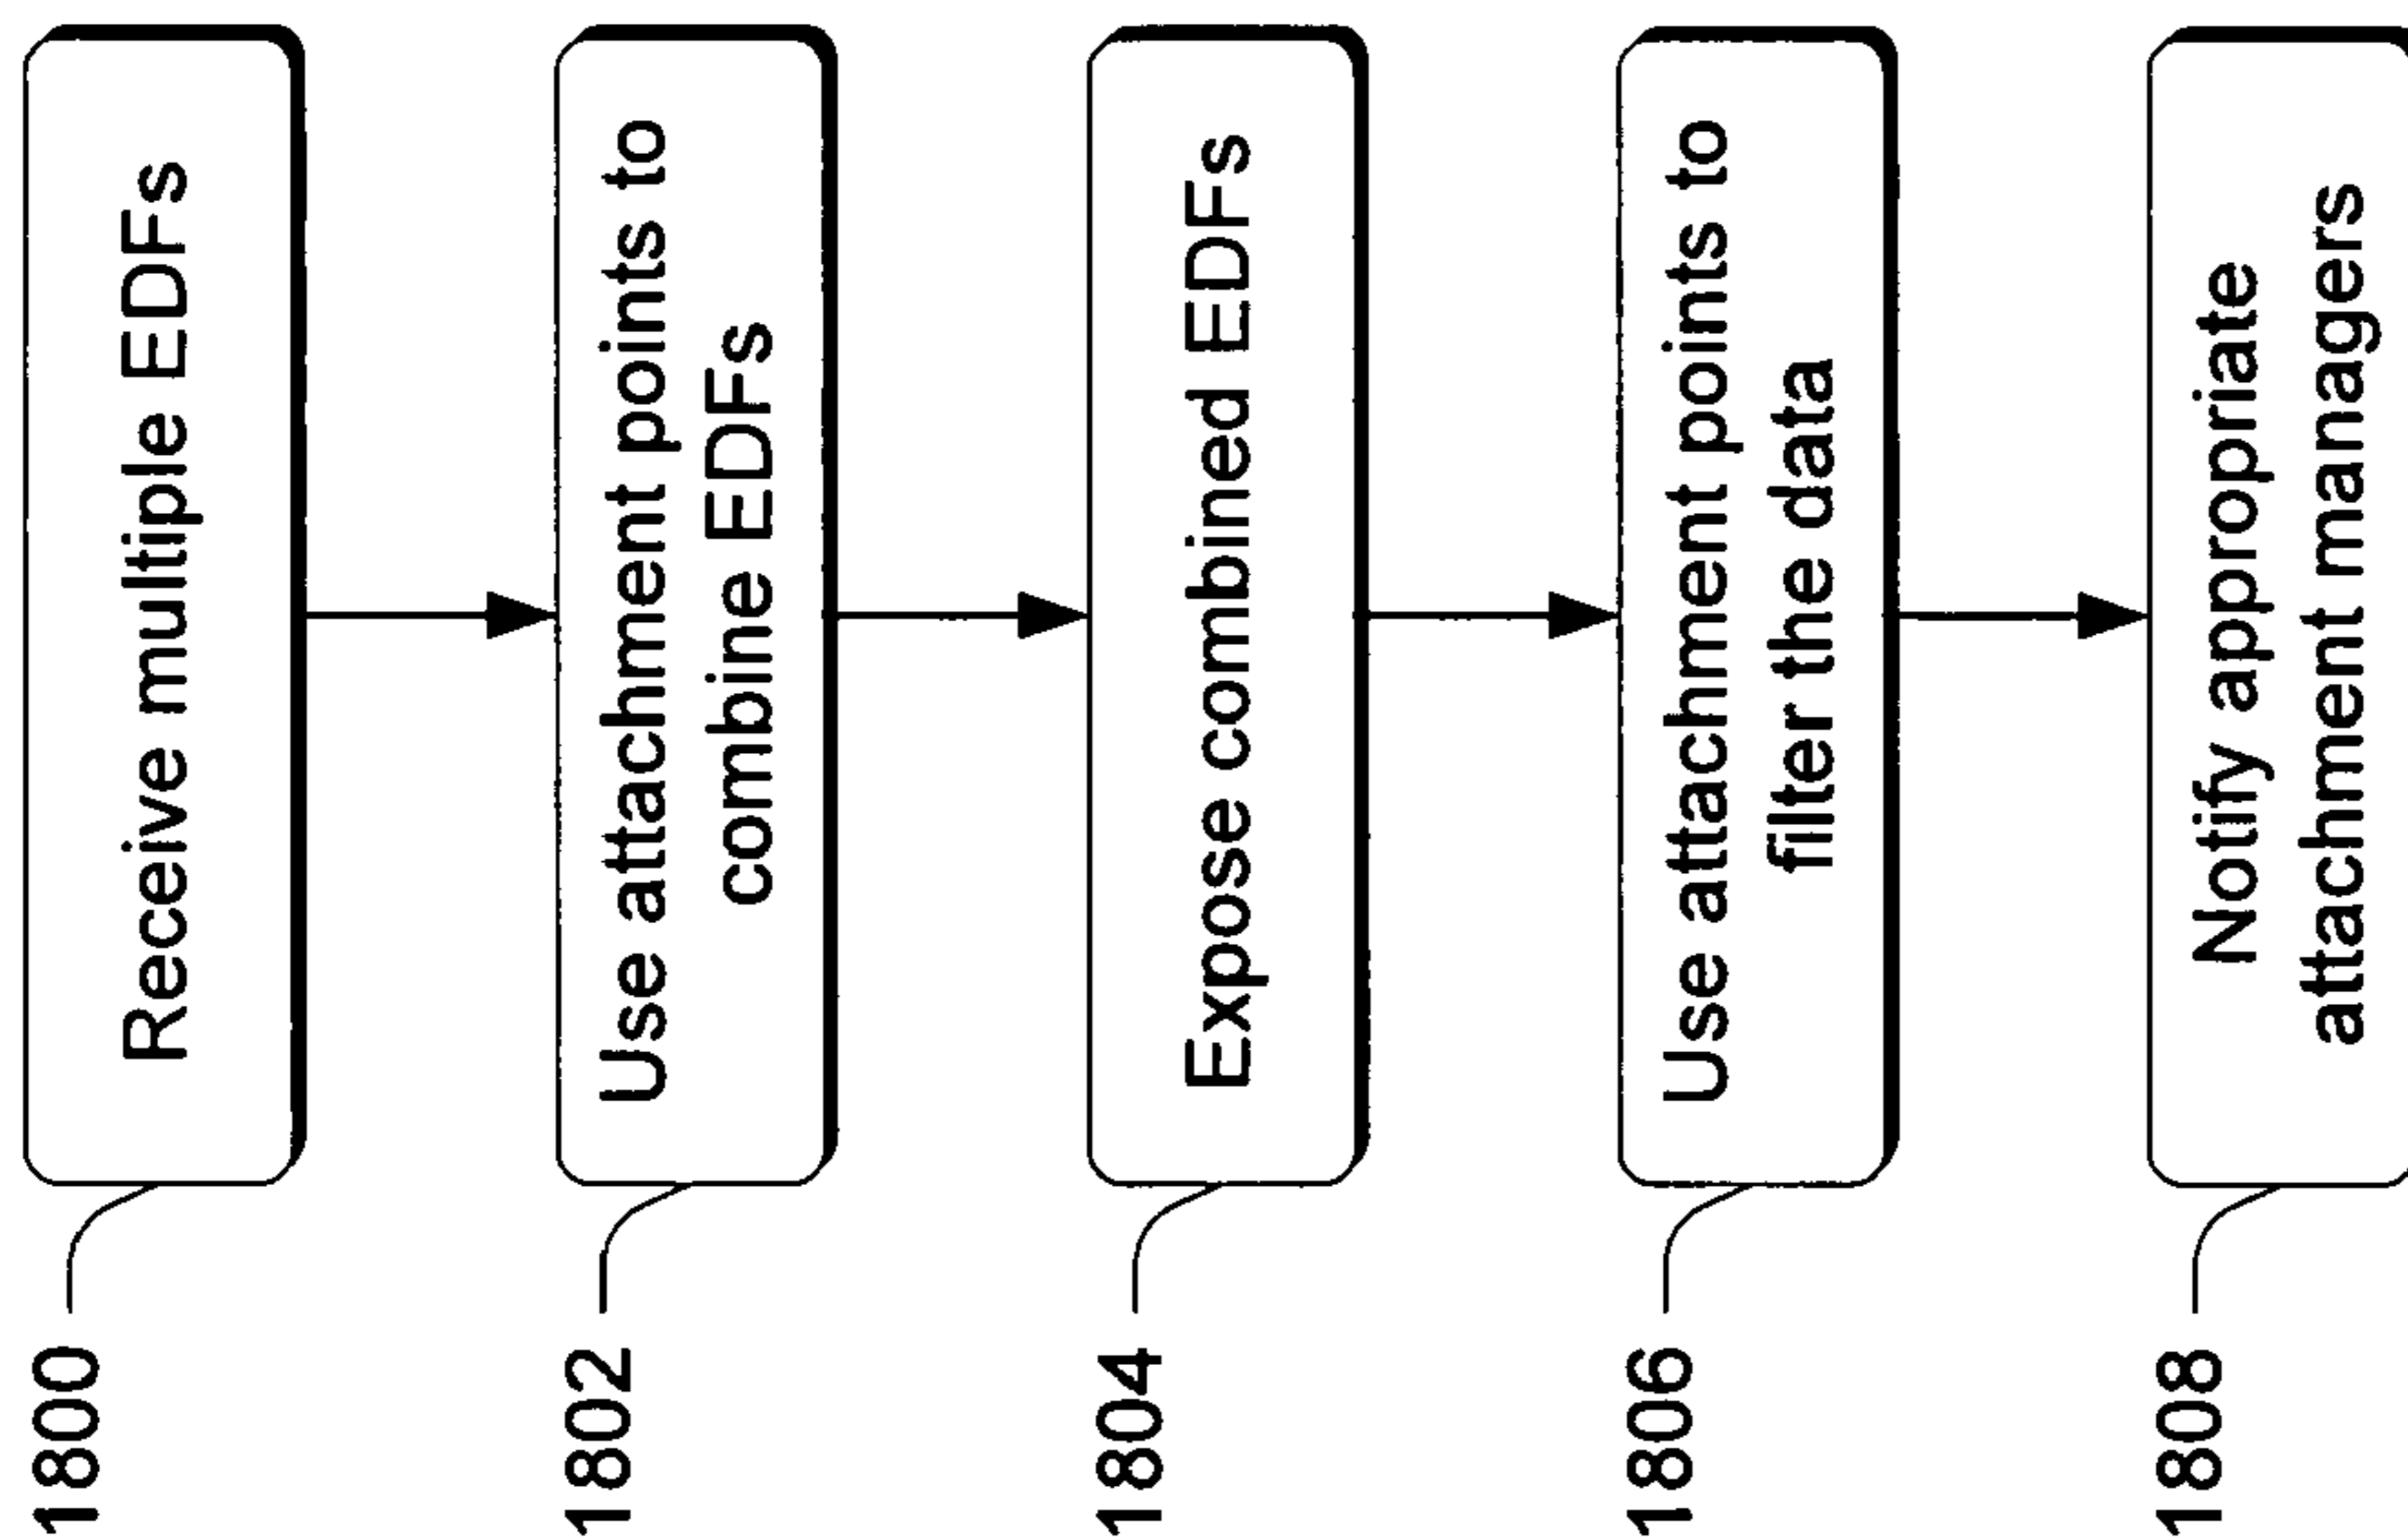 1800
Receive multiple EDFs
1802
Use attachment points to
combine EDFs
1804
Expose combined EDFs
1806
Use attachment points to
filter the data
1808
Notify appropriate
attachment managers